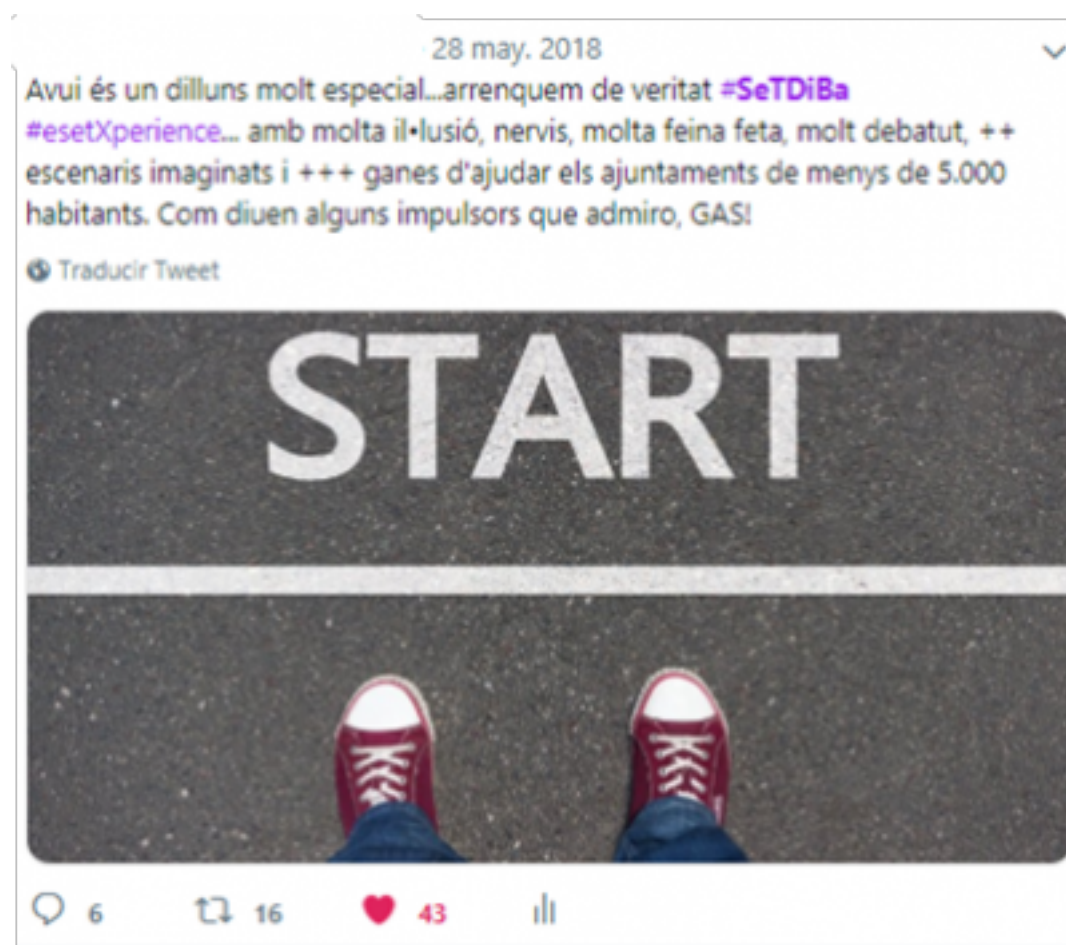 28 may. 2018
Avui és un dilluns molt especial...arrenquem de veritat #SeTDiBa
#esetXperience... amb molta il•lusió, nervis, molta feina feta, molt debatut, ++
escenaris imaginats i +++ ganes d'ajudar els ajuntaments de menys de 5.000
habitants. Com diuen alguns impulsors que admiro, GAS!
Traducir Tweet
START
6 16 43